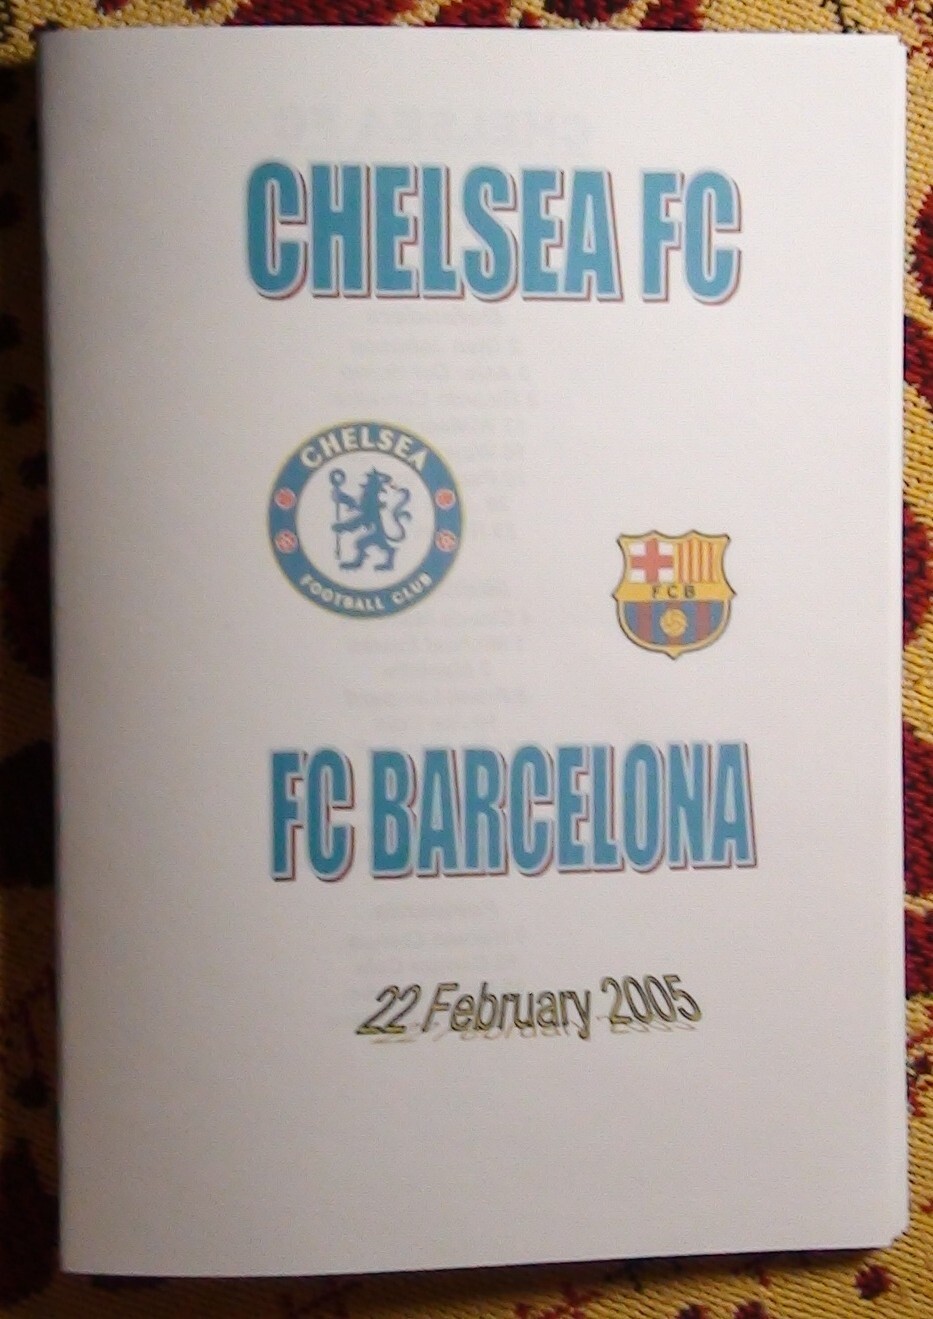 CHELSEA FC
CHELSEA
FOOTBALL CLUB
FCB
FC BARCELONA
22 February 2005